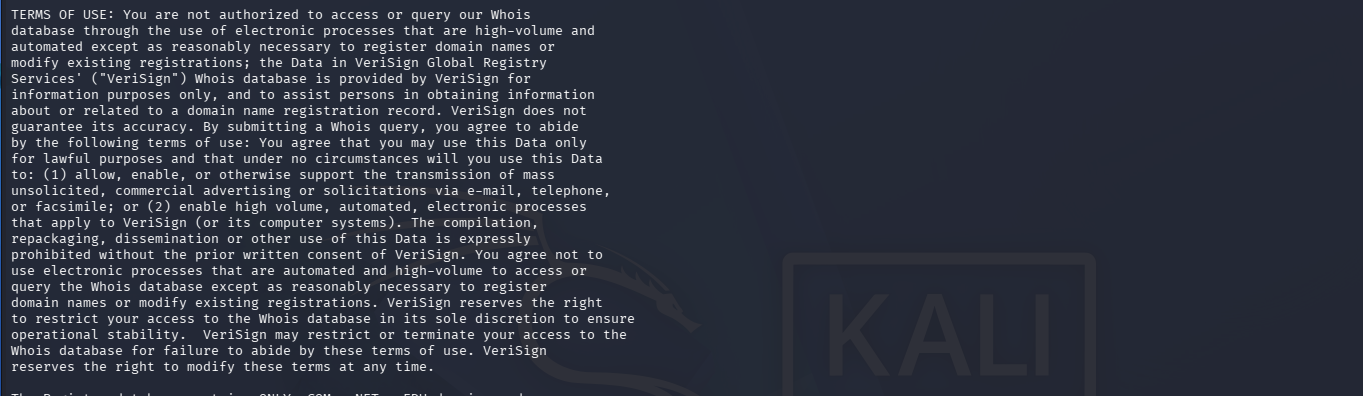 TERMS OF USE: You are not authorized to access or query our Whois
database through the use of electronic processes that are high-volume and
automated except as reasonably necessary to register domain names or
modify existing registrations; the Data in VeriSign Global Registry
Services' ("VeriSign") Whois database is provided by VeriSign for
information purposes only, and to assist persons in obtaining information
about or related to a domain name registration record. VeriSign does not
guarantee its accuracy. By submitting a Whois query, you agree to abide
by the following terms of use: You agree that you may use this Data only
for lawful purposes and that under no circumstances will you use this Data
to: (1) allow, enable, or otherwise support the transmission of mass
unsolicited, commercial advertising or solicitations via e-mail, telephone,
or facsimile; or (2) enable high volume, automated, electronic processes
that apply to VeriSign (or its computer systems). The compilation,
repackaging, dissemination or other use of this Data is expressly
prohibited without the prior written consent of VeriSign. You agree not to
use electronic processes that are automated and high-volume to access or
query the Whois database except as reasonably necessary to register
domain names or modify existing registrations. VeriSign reserves the right
to restrict your access to the Whois database in its sole discretion to ensure
operational stability.  VeriSign may restrict or terminate your access to the
Whois database for failure to abide by these terms of use. VeriSign
reserves the right to modify these terms at any time.
KALI